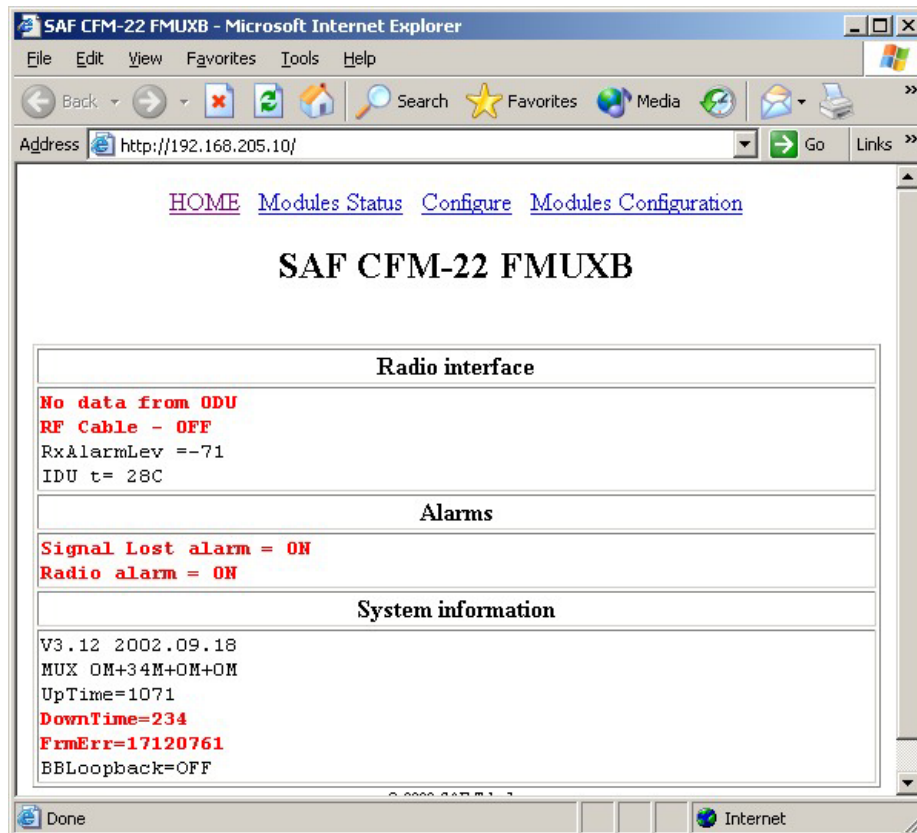 SAF CFM-22 FMUXB - Microsoft Internet Explorer
File Edit View Favorites Tools Help
Back Search Favorites Media »
Address http://192.168.205.10/ Go Links »
HOME Modules Status Configure Modules Configuration
SAF CFM-22 FMUXB
Radio interface
No data from ODU
RF Cable - OFF
RxAlarmLev =-71
IDU t= 28C
Alarms
Signal Lost alarm = ON
Radio alarm = ON
System information
V3.12 2002.09.18
MUX 0M+34M+0M+0M
UpTime=1071
DownTime=234
FrmErr=17120761
BBLoopback=OFF
Done Internet